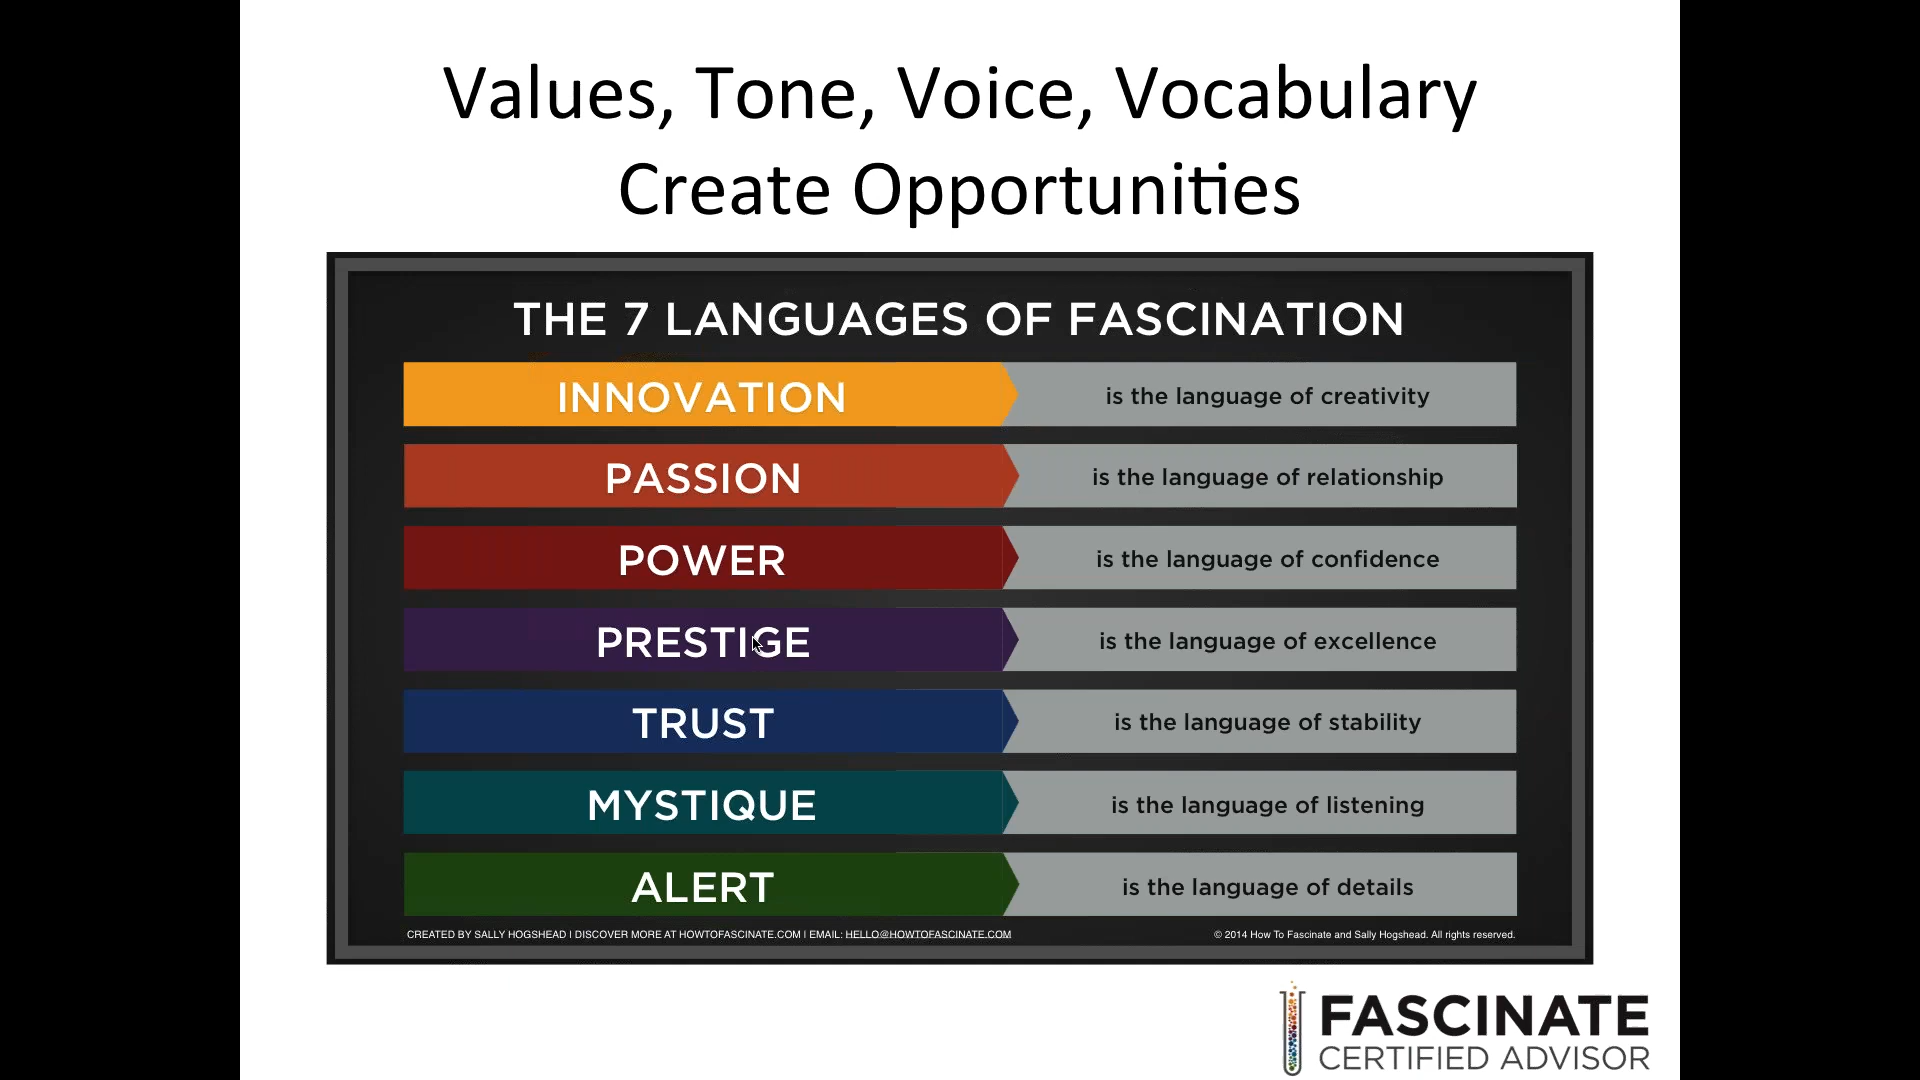 Values, Tone, Voice, Vocabulary
Create Opportunities
THE 7 LANGUAGES OF FASCINATION
INNOVATION is the language of creativity
PASSION is the language of relationship
POWER is the language of confidence
PRESTIGE is the language of excellence
TRUST is the language of stability
MYSTIQUE is the language of listening
ALERT is the language of details
CREATED BY SALLY HOGSHEAD | DISCOVER MORE AT HOWTOFASCINATE.COM | EMAIL: HELLO@HOWTOFASCINATE.COM © 2014 How To Fascinate and Sally Hogshead. All rights reserved.
FASCINATE
CERTIFIED ADVISOR